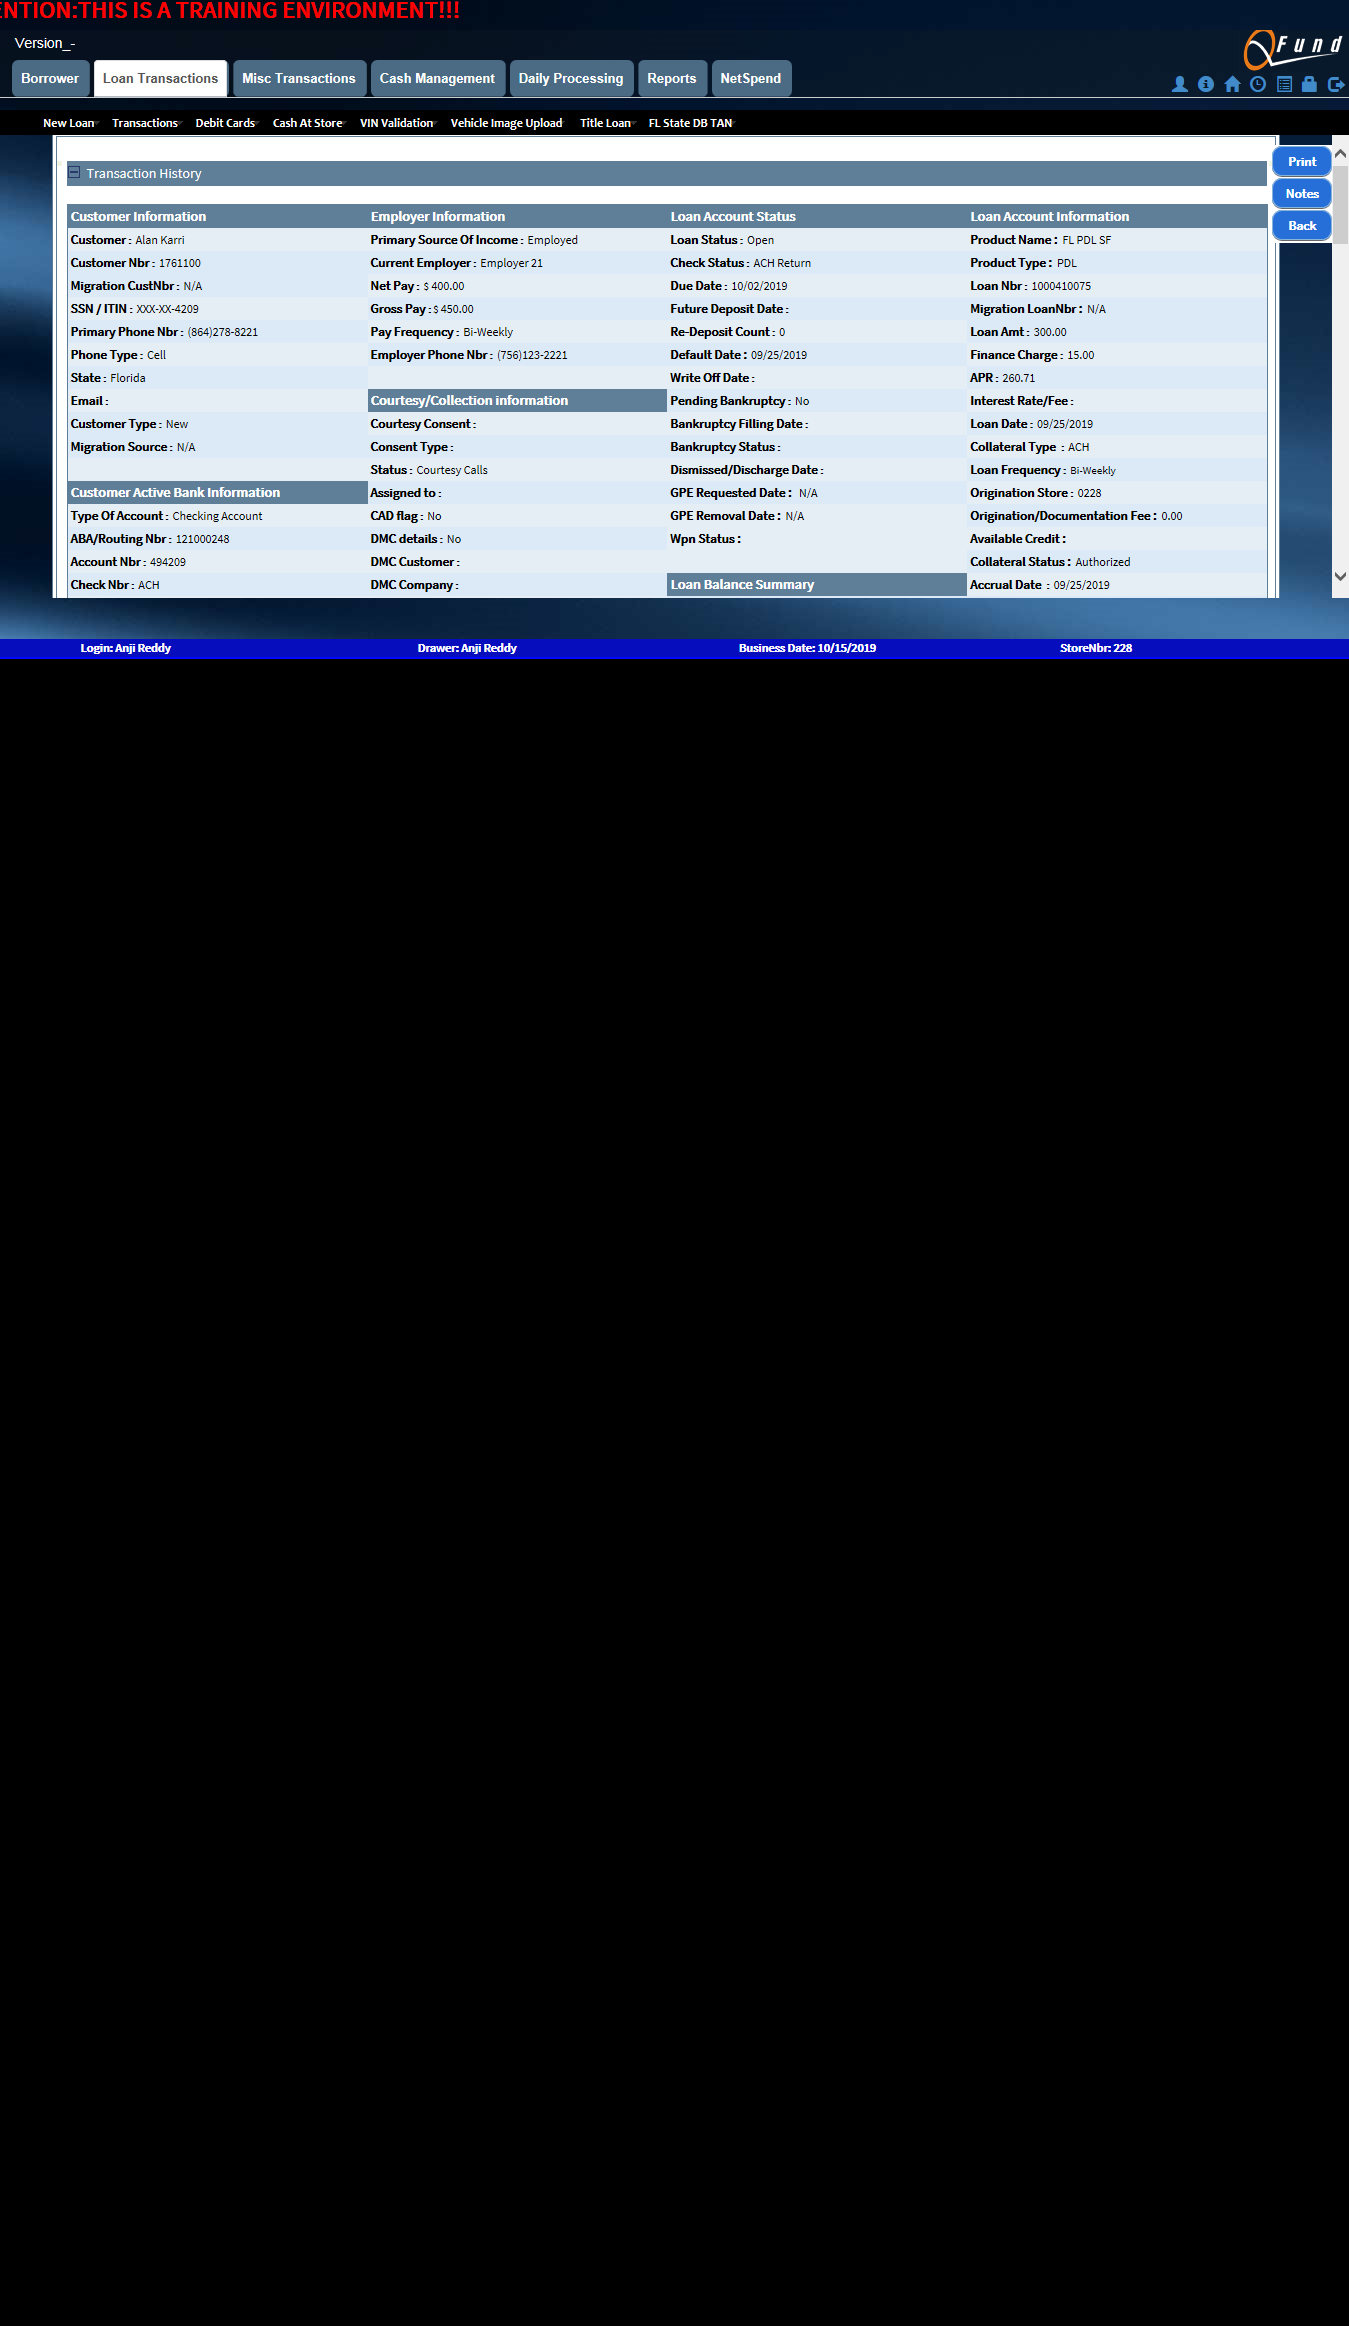 ENTION:THIS IS A TRAINING ENVIRONMENT!!!
Version_-
QFund
Borrower Loan Transactions Misc Transactions Cash Management Daily Processing Reports NetSpend
New Loan Transactions Debit Cards Cash At Store VIN Validation Vehicle Image Upload Title Loan FL State DB TAN
Print
Notes
Back
Transaction History
Customer Information
Customer : Alan Karri
Customer Nbr : 1761100
Migration CustNbr : N/A
SSN / ITIN : XXX-XX-4209
Primary Phone Nbr : (864)278-8221
Phone Type : Cell
State : Florida
Email :
Customer Type : New
Migration Source : N/A
Customer Active Bank Information
Type Of Account : Checking Account
ABA/Routing Nbr : 121000248
Account Nbr : 494209
Check Nbr : ACH
Employer Information
Primary Source Of Income : Employed
Current Employer : Employer 21
Net Pay : $ 400.00
Gross Pay : $ 450.00
Pay Frequency : Bi-Weekly
Employer Phone Nbr : (756)123-2221
Courtesy/Collection information
Courtesy Consent :
Consent Type :
Status : Courtesy Calls
Assigned to :
CAD flag : No
DMC details : No
DMC Customer :
DMC Company :
Loan Account Status
Loan Status : Open
Check Status : ACH Return
Due Date : 10/02/2019
Future Deposit Date :
Re-Deposit Count : 0
Default Date : 09/25/2019
Write Off Date :
Pending Bankruptcy : No
Bankruptcy Filling Date :
Bankruptcy Status :
Dismissed/Discharge Date :
GPE Requested Date : N/A
GPE Removal Date : N/A
Wpn Status :
Loan Balance Summary
Loan Account Information
Product Name : FL PDL SF
Product Type : PDL
Loan Nbr : 1000410075
Migration LoanNbr : N/A
Loan Amt : 300.00
Finance Charge : 15.00
APR : 260.71
Interest Rate/Fee :
Loan Date : 09/25/2019
Collateral Type : ACH
Loan Frequency : Bi-Weekly
Origination Store : 0228
Origination/Documentation Fee : 0.00
Available Credit :
Collateral Status : Authorized
Accrual Date : 09/25/2019
Login: Anji Reddy Drawer: Anji Reddy Business Date: 10/15/2019 StoreNbr: 228